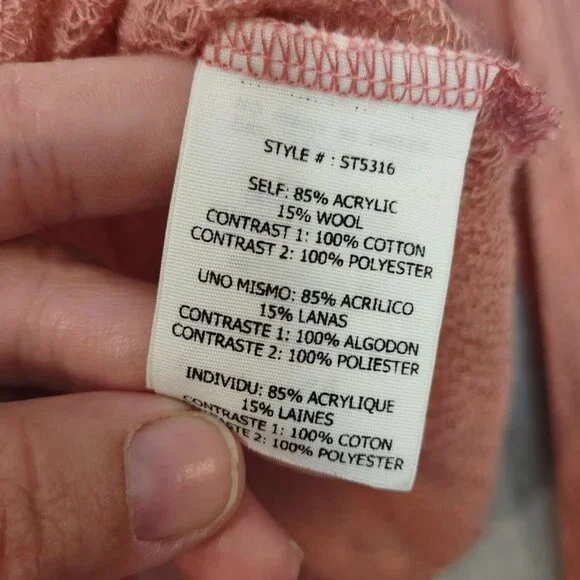 STYLE # : ST5316
SELF: 85% ACRYLIC
15% WOOL
CONTRAST 1: 100% COTTON
CONTRAST 2: 100% POLYESTER
UNO MISMO: 85% ACRILICO
15% LANAS
CONTRASTE 1: 100% ALGODON
CONTRASTE 2: 100% POLIESTER
INDIVIDU: 85% ACRYLIQUE
15% LAINES
CONTRASTE 1: 100% COTON
STE 2: 100% POLYESTER